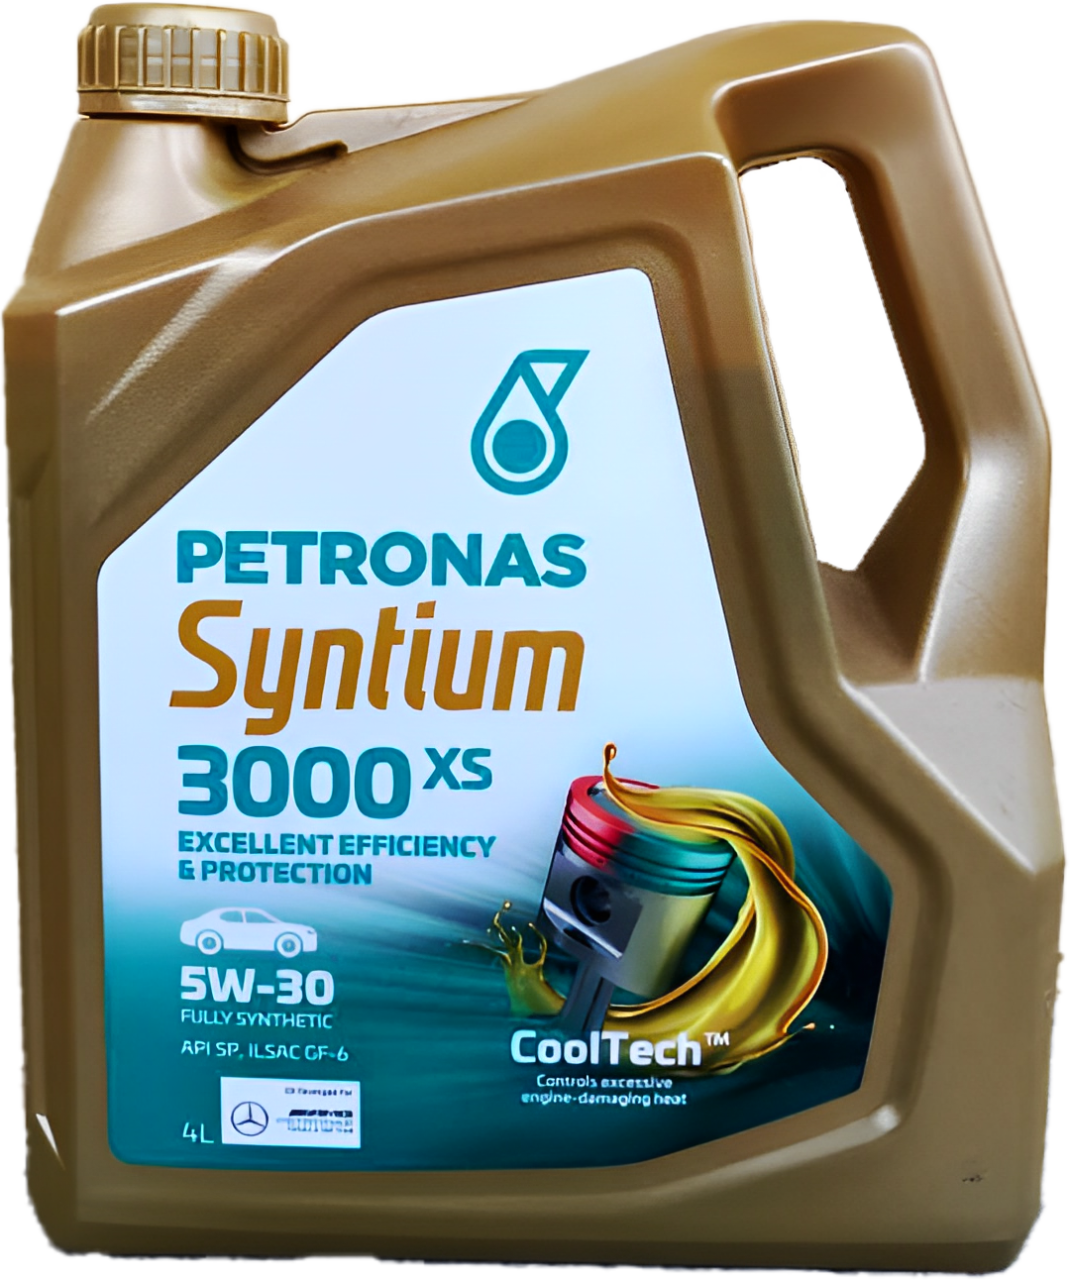 PETRONAS
Syntium
3000 XS
EXCELLENT EFFICIENCY
& PROTECTION
5W-30
FULLY SYNTHETIC
API SP, ILSAC GF-6
4L
CoolTech™
Controls excessive
engine-damaging heat